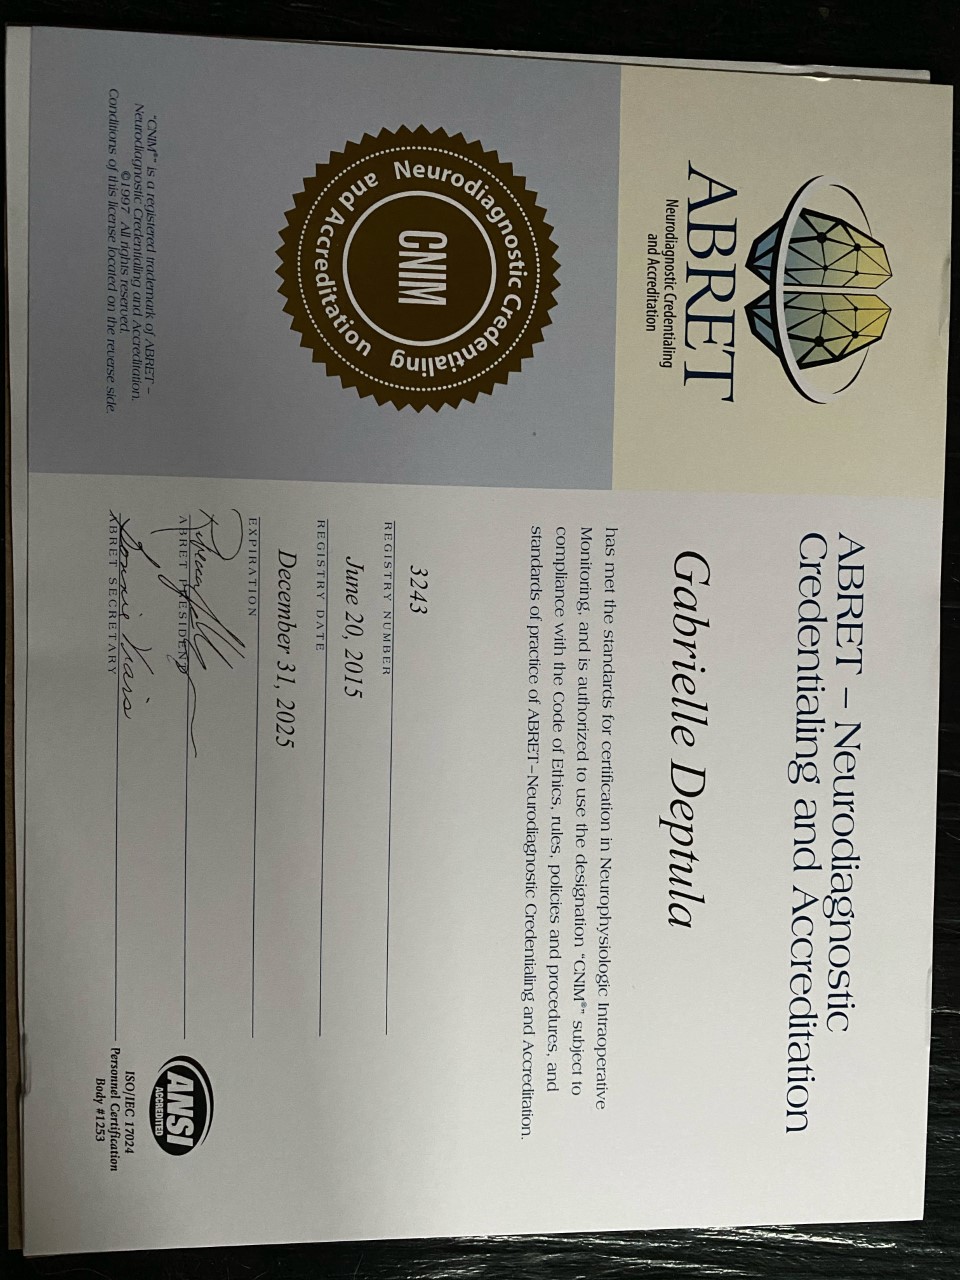 ABRET
Neurodiagnostic Credentialing
and Accreditation
ABRET – Neurodiagnostic
Credentialing and Accreditation
Gabrielle Deptula
has met the standards for certification in Neurophysiologic Intraoperative
Monitoring, and is authorized to use the designation “CNIM®” subject to
compliance with the Code of Ethics, rules, policies and procedures, and
standards of practice of ABRET–Neurodiagnostic Credentialing and Accreditation.
Neurodiagnostic Credentialing
CNIM
and Accreditation
3243
REGISTRY NUMBER
June 20, 2015
REGISTRY DATE
December 31, 2025
EXPIRATION
Rebecca
ABRET PRESIDENT
Bonnie
ABRET SECRETARY
“CNIM®” is a registered trademark of ABRET –
Neurodiagnostic Credentialing and Accreditation.
©1997 All rights reserved.
Conditions of this license located on the reverse side.
ANSI
ACCREDITED
ISO/IEC 17024
Personnel Certification
Body #1253